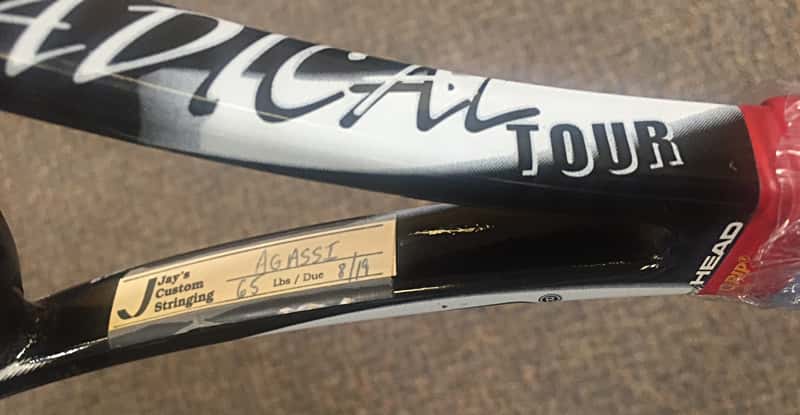 ADICAL
TOUR
HEAD
J
Jay's
Custom
Stringing
AGASSI
65 Lbs / Due 8/19
®